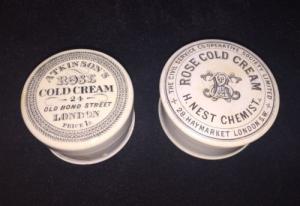 ATKINSON'S
ROSE
COLD CREAM
24
OLD BOND STREET
LONDON
PRICE 1s
THE CIVIL SERVICE CO-OPERATIVE SOCIETY LIMITED
ROSE COLD CREAM
H. NEST CHEMIST.
28. HAYMARKET LONDON S.W.